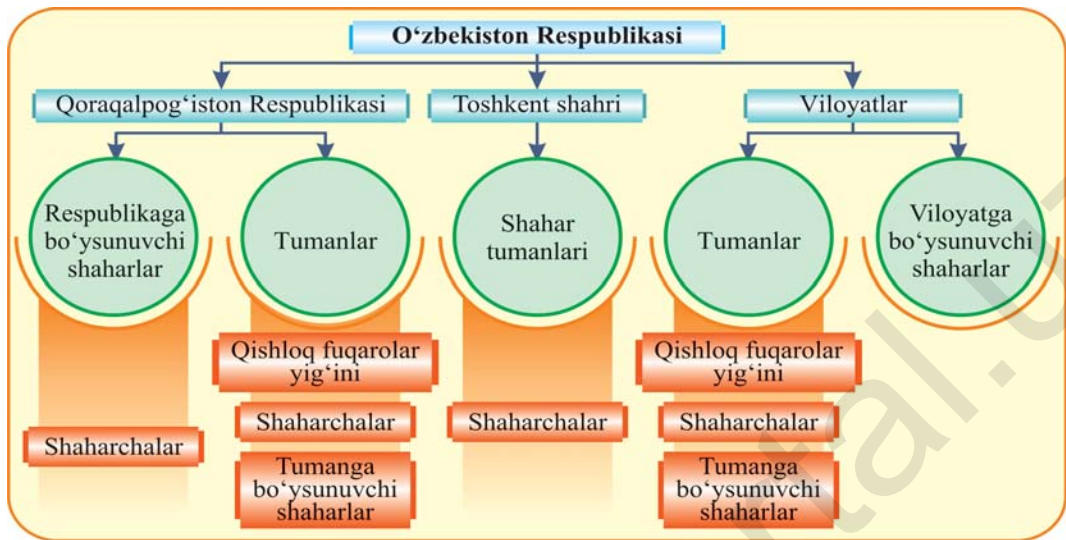 O‘zbekiston Respublikasi
Qoraqalpog‘iston Respublikasi
Toshkent shahri
Viloyatlar
Respublikaga
bo‘ysunuvchi
shaharlar
Tumanlar
Shahar
tumanlari
Tumanlar
Viloyatga
bo‘ysunuvchi
shaharlar
Shaharchalar
Qishloq fuqarolar
yig‘ini
Shaharchalar
Tumanga
bo‘ysunuvchi
shaharlar
Shaharchalar
Qishloq fuqarolar
yig‘ini
Shaharchalar
Tumanga
bo‘ysunuvchi
shaharlar